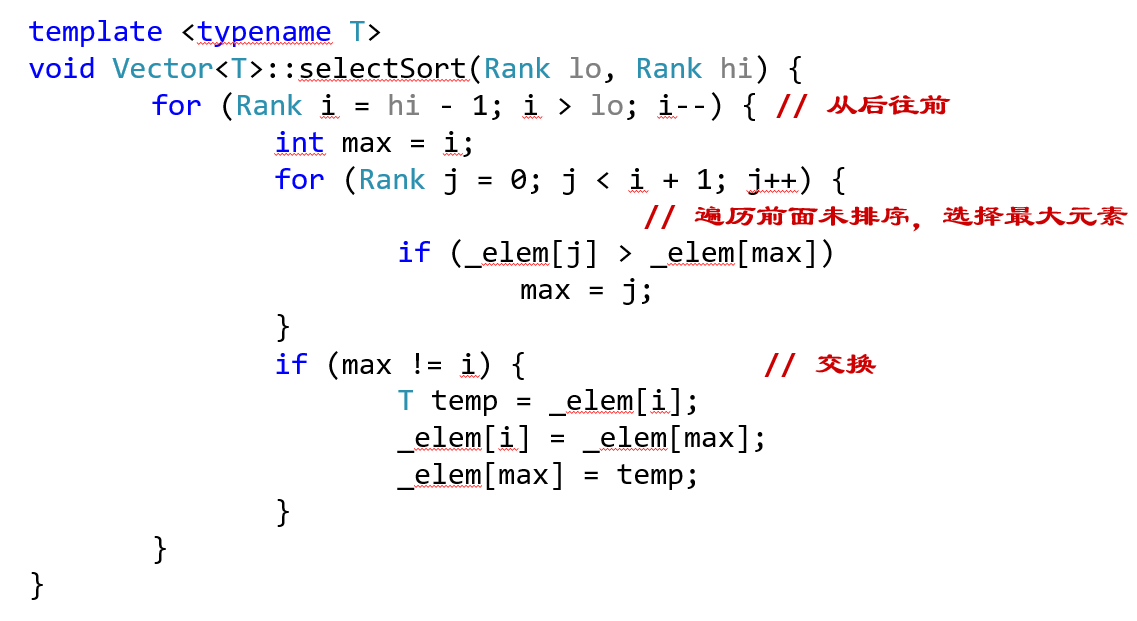 template <typename T>
void Vector<T>::selectSort(Rank lo, Rank hi) {
for (Rank i = hi - 1; i > lo; i--) { // 从后往前
int max = i;
for (Rank j = 0; j < i + 1; j++) {
// 遍历前面未排序，选择最大元素
if (_elem[j] > _elem[max])
max = j;
}
if (max != i) { // 交换
T temp = _elem[i];
_elem[i] = _elem[max];
_elem[max] = temp;
}
}
}